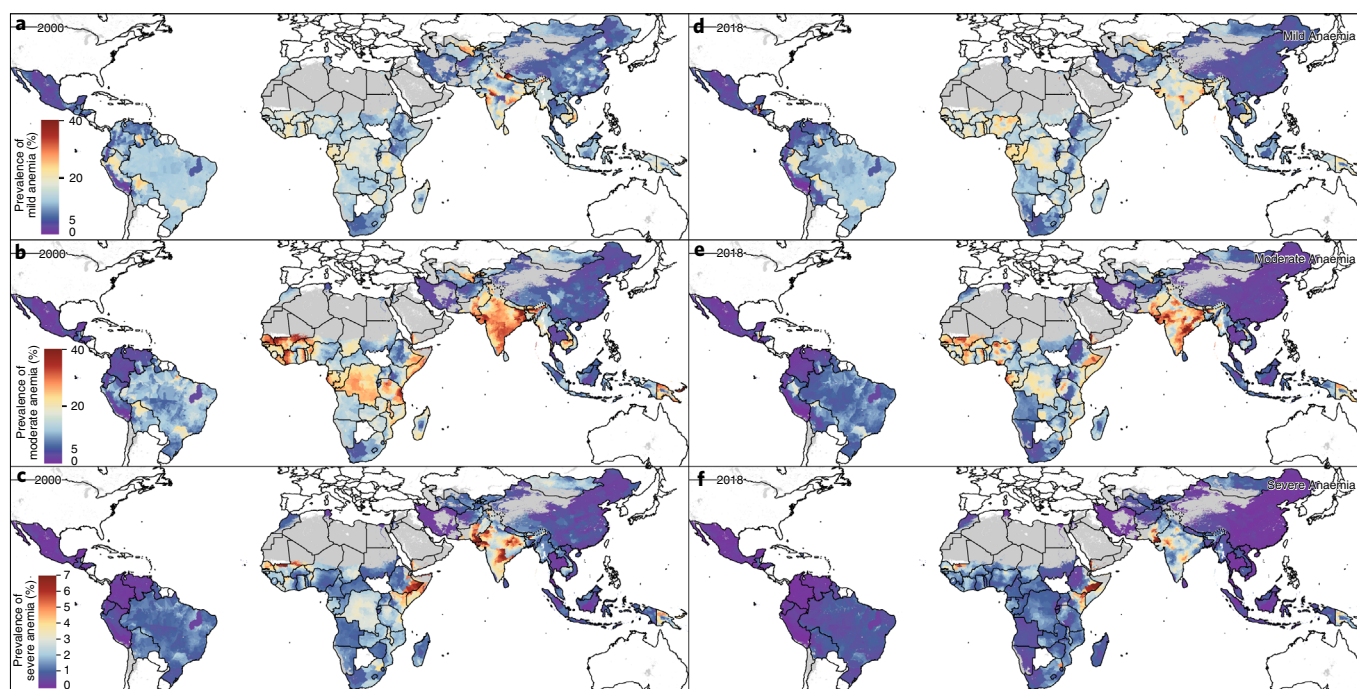 a
2000
40
20
5
0
Prevalence of
mild anemia (%)
d
2018
Mild Anaemia
b
2000
40
20
5
0
Prevalence of
moderate anemia (%)
e
2018
Moderate Anaemia
c
2000
7
6
5
4
3
2
1
0
Prevalence of
severe anemia (%)
f
2018
Severe Anaemia